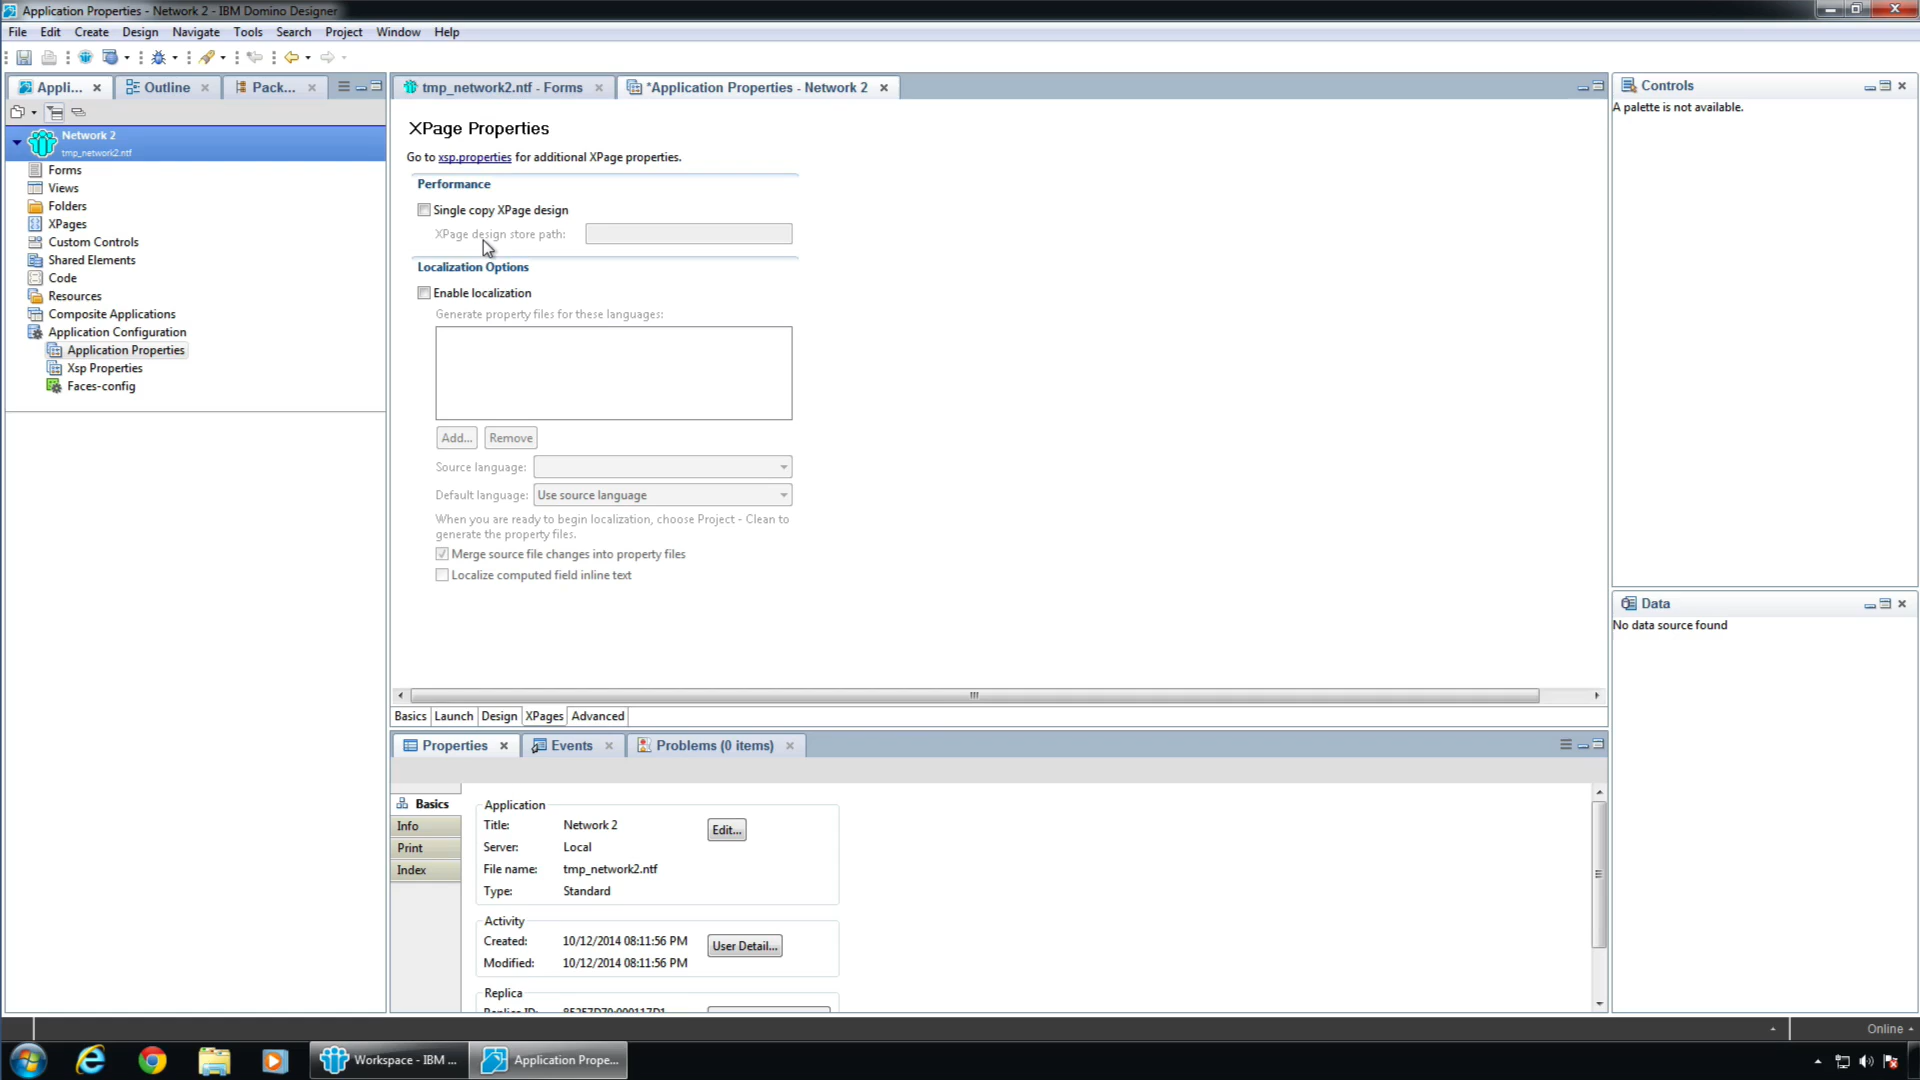 Application Properties - Network 2 - IBM Domino Designer
File Edit Create Design Navigate Tools Search Project Window Help
Appli... Outline Pack...
tmp_network2.ntf - Forms
*Application Properties - Network 2
Controls
A palette is not available.
Network 2
tmp_network2.ntf
Forms
Views
Folders
XPages
Custom Controls
Shared Elements
Code
Resources
Composite Applications
Application Configuration
Application Properties
Xsp Properties
Faces-config
XPage Properties
Go to xsp.properties for additional XPage properties.
Performance
Single copy XPage design
XPage design store path:
Localization Options
Enable localization
Generate property files for these languages:
Add... Remove
Source language:
Default language: Use source language
When you are ready to begin localization, choose Project - Clean to
generate the property files.
Merge source file changes into property files
Localize computed field inline text
Basics Launch Design XPages Advanced
Data
No data source found
Properties Events Problems (0 items)
Basics
Info
Print
Index
Application
Title: Network 2 Edit...
Server: Local
File name: tmp_network2.ntf
Type: Standard
Activity
Created: 10/12/2014 08:11:56 PM User Detail...
Modified: 10/12/2014 08:11:56 PM
Replica
Online
Workspace - IBM ... Application Prope...